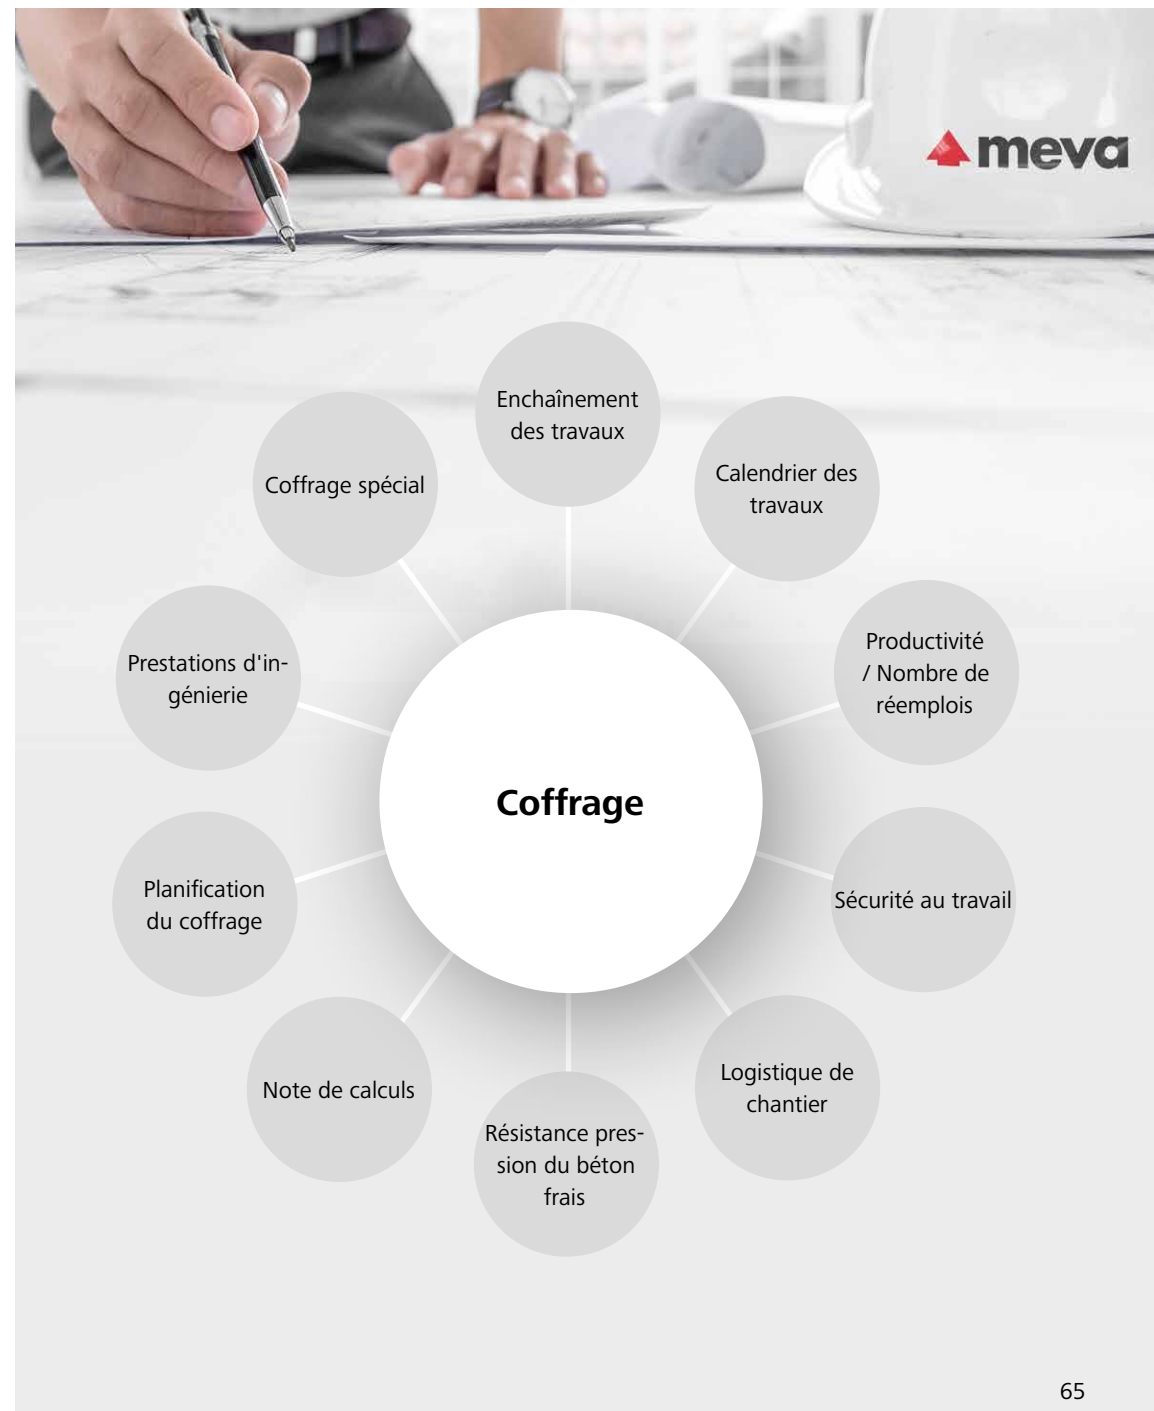 meva
Enchaînement
des travaux
Calendrier des
travaux
Productivité
/ Nombre de
réemplois
Sécurité au travail
Logistique de
chantier
Résistance pres-
sion du béton
frais
Note de calculs
Planification
du coffrage
Prestations d'in-
génierie
Coffrage spécial
Coffrage
65